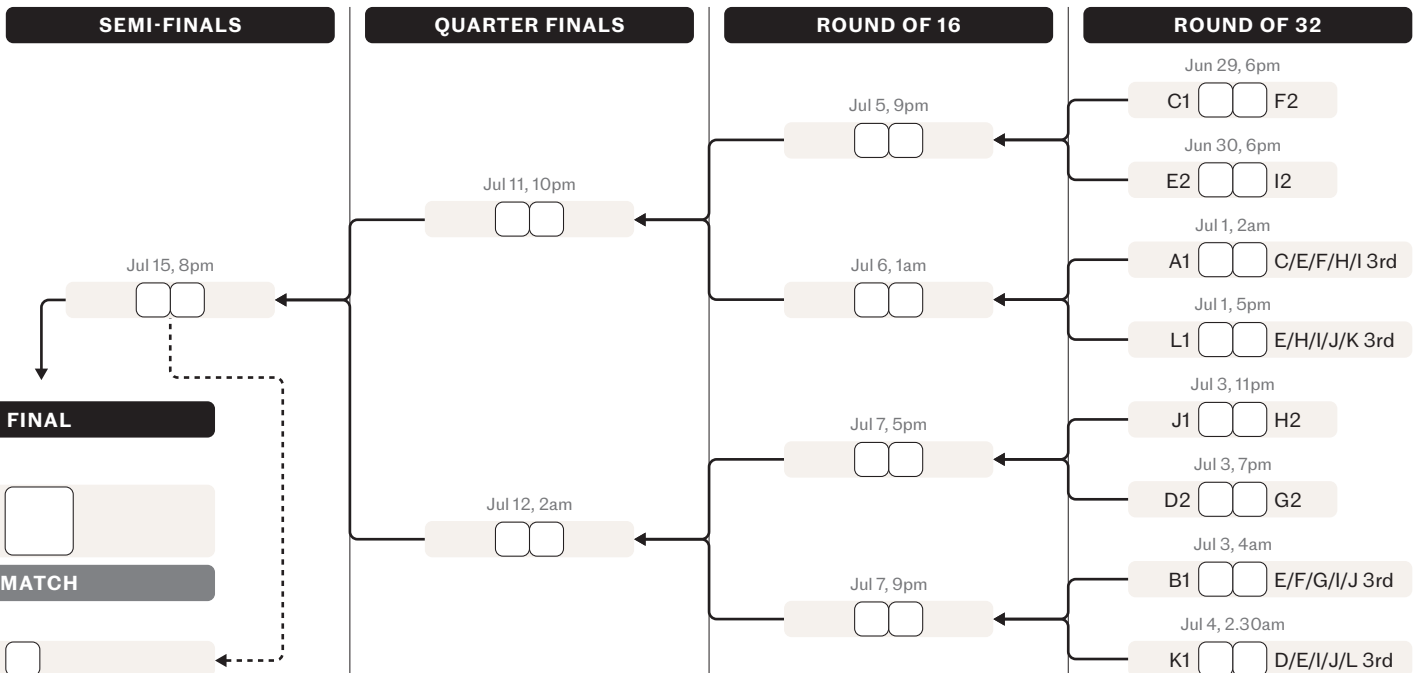 SEMI-FINALS
QUARTER FINALS
ROUND OF 16
ROUND OF 32
Jun 29, 6pm
C1 F2
Jul 5, 9pm
Jun 30, 6pm
E2 I2
Jul 11, 10pm
Jul 1, 2am
A1 C/E/F/H/I 3rd
Jul 15, 8pm
Jul 6, 1am
Jul 1, 5pm
L1 E/H/I/J/K 3rd
Jul 3, 11pm
J1 H2
FINAL
Jul 7, 5pm
Jul 3, 7pm
D2 G2
Jul 12, 2am
Jul 3, 4am
B1 E/F/G/I/J 3rd
MATCH
Jul 7, 9pm
Jul 4, 2.30am
K1 D/E/I/J/L 3rd